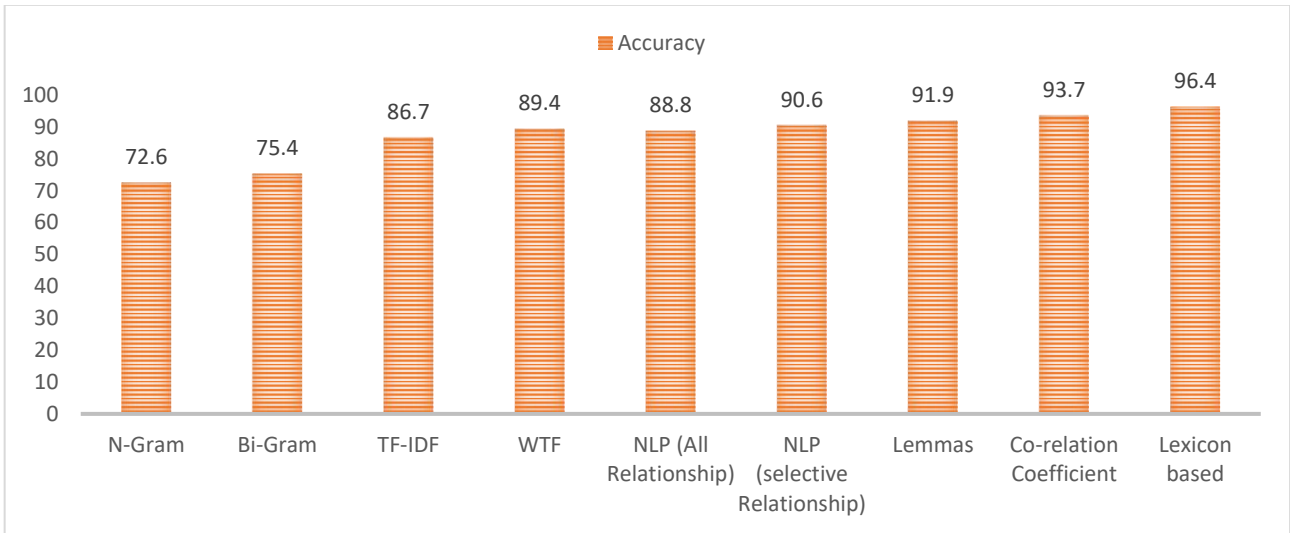 Accuracy
100
90
80
70
60
50
40
30
20
10
0
72.6
75.4
86.7
89.4
88.8
90.6
91.9
93.7
96.4
N-Gram
Bi-Gram
TF-IDF
WTF
NLP (All
Relationship)
NLP
(selective
Relationship)
Lemmas
Co-relation
Coefficient
Lexicon
based